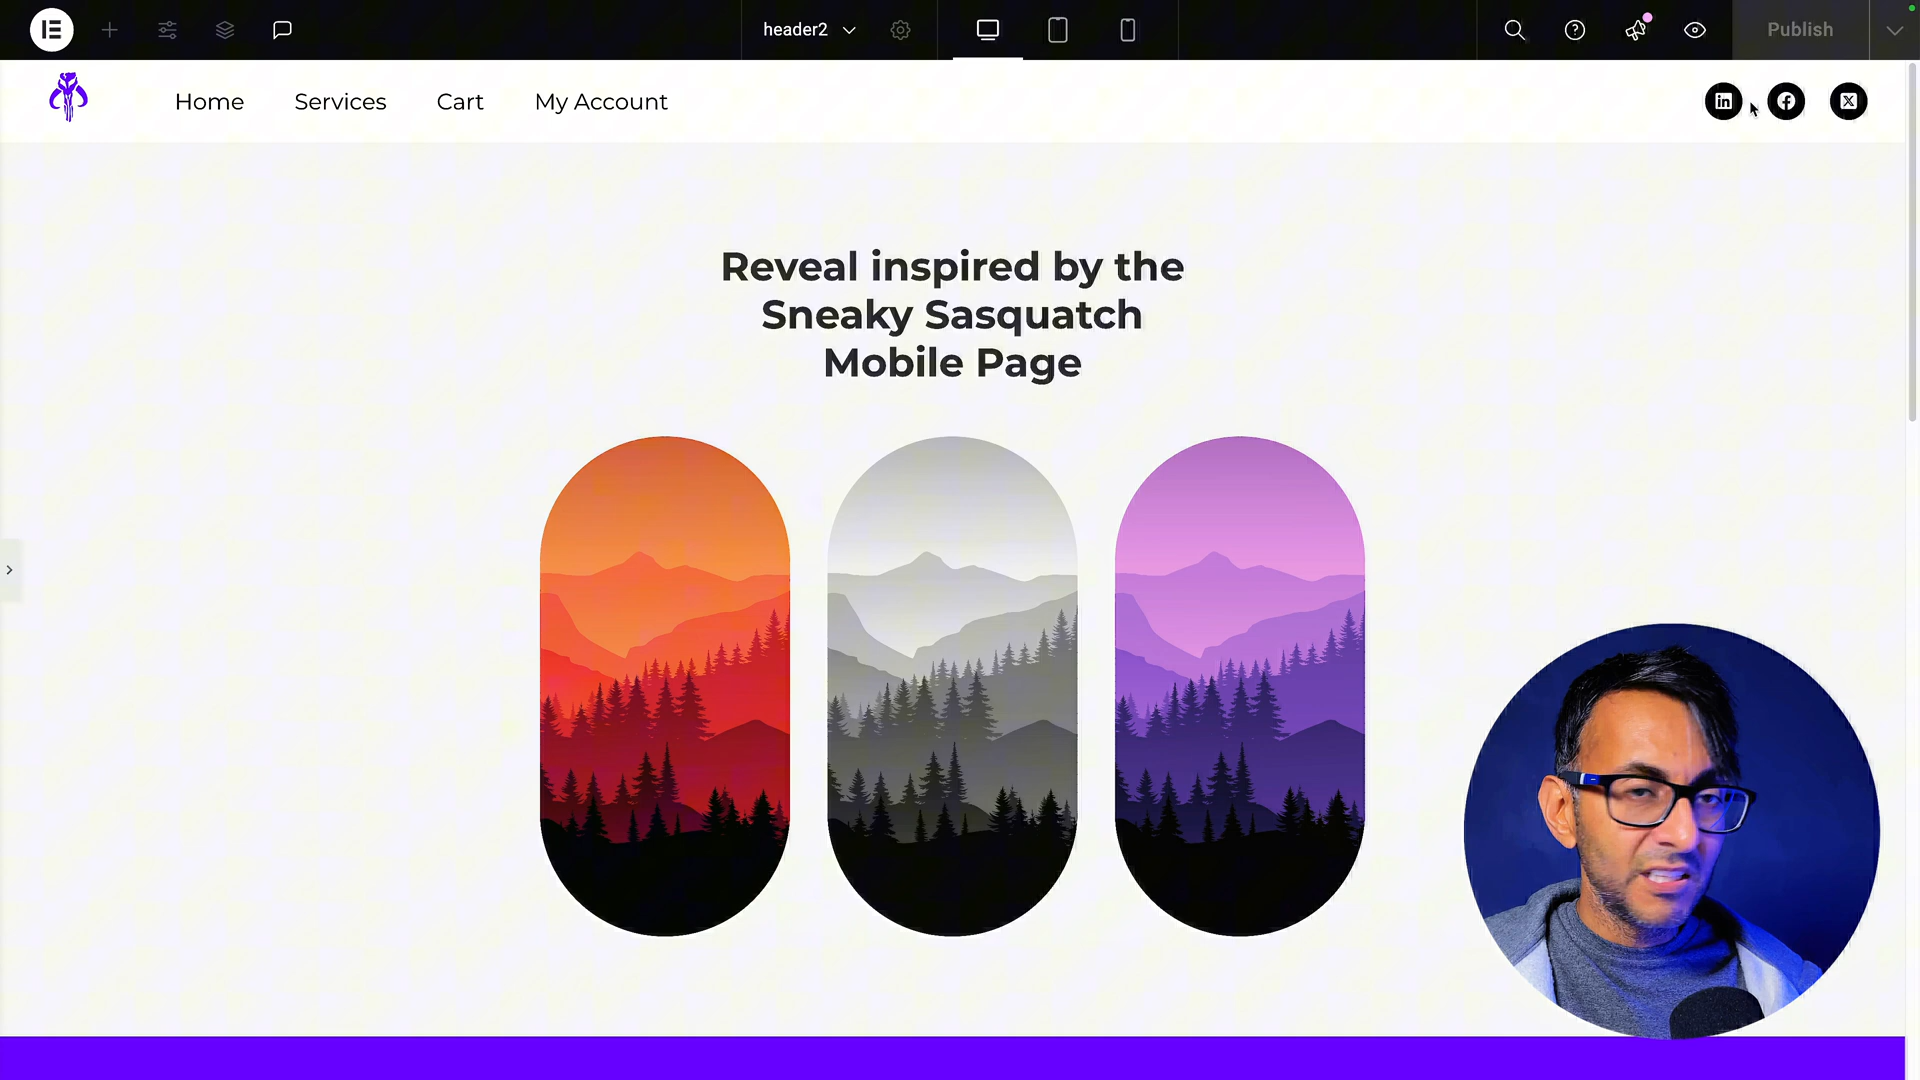 header2
Publish
Home Services Cart My Account
Reveal inspired by the
Sneaky Sasquatch
Mobile Page